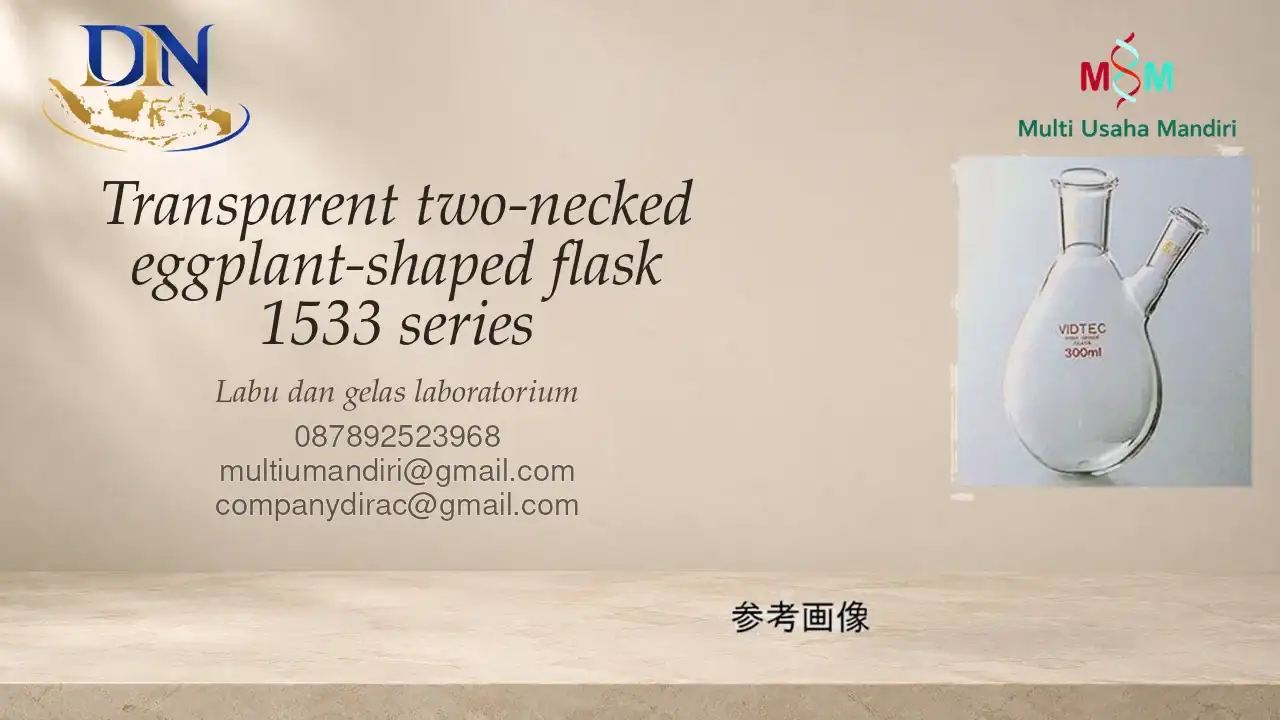 DN
MSM
Multi Usaha Mandiri
Transparent two-necked
eggplant-shaped flask
1533 series
Labu dan gelas laboratorium
087892523968
multiumandiri@gmail.com
companydirac@gmail.com
VIDTEC
300ml
参考画像